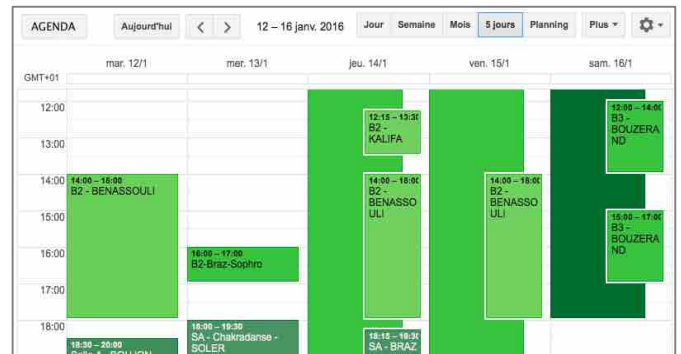 AGENDA Aujourd'hui 12 – 16 janv. 2016 Jour Semaine Mois 5 jours Planning Plus
mar. 12/1 mer. 13/1 jeu. 14/1 ven. 15/1 sam. 16/1
GMT+01
12:00
13:00
14:00
15:00
16:00
17:00
18:00
14:00 – 18:00
B2 - BENASSOULI
18:30 – 20:00
16:00 – 17:00
B2-Braz-Sophro
18:00 – 19:30
SA - Chakradanse -
SOLER
12:15 – 13:30
B2 -
KALIFA
14:00 – 18:00
B2 -
BENASSO
ULI
SA - BRAZ
14:00 – 18:00
B2 -
BENASSO
ULI
12:00 – 14:00
B3 -
BOUZERA
ND
15:00 – 17:00
B3 -
BOUZERA
ND